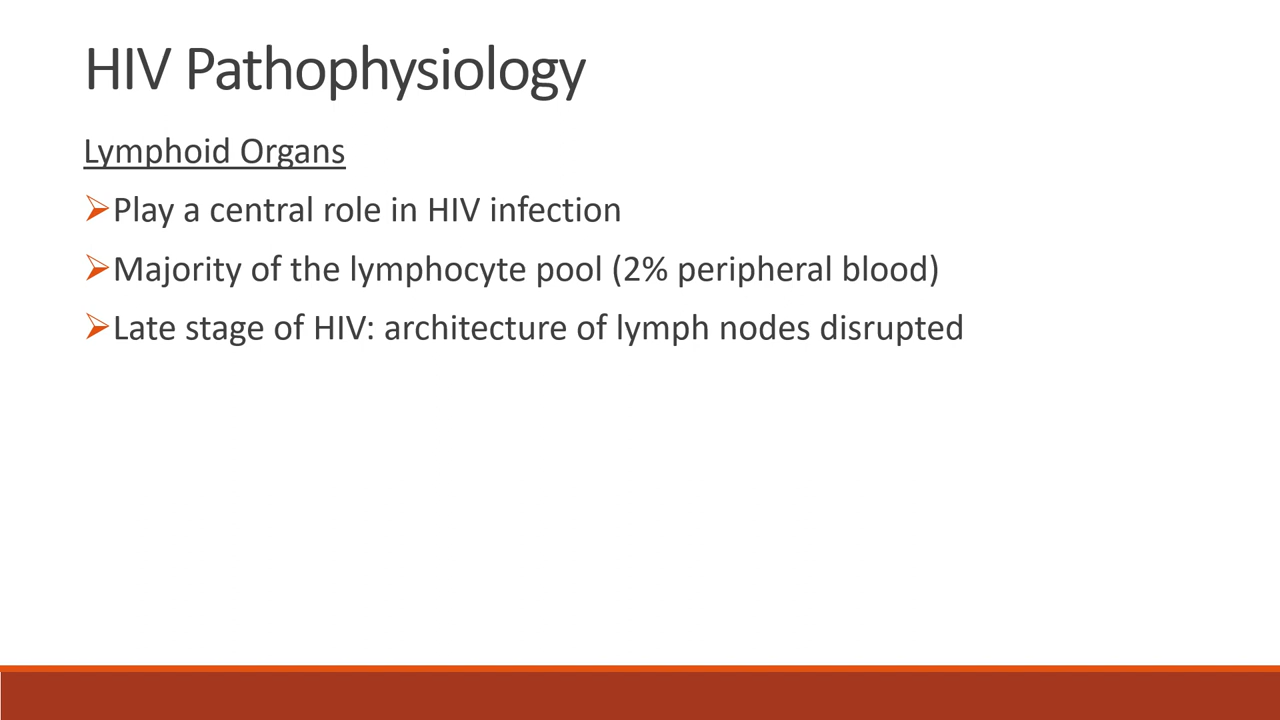 HIV Pathophysiology
Lymphoid Organs
Play a central role in HIV infection
Majority of the lymphocyte pool (2% peripheral blood)
Late stage of HIV: architecture of lymph nodes disrupted